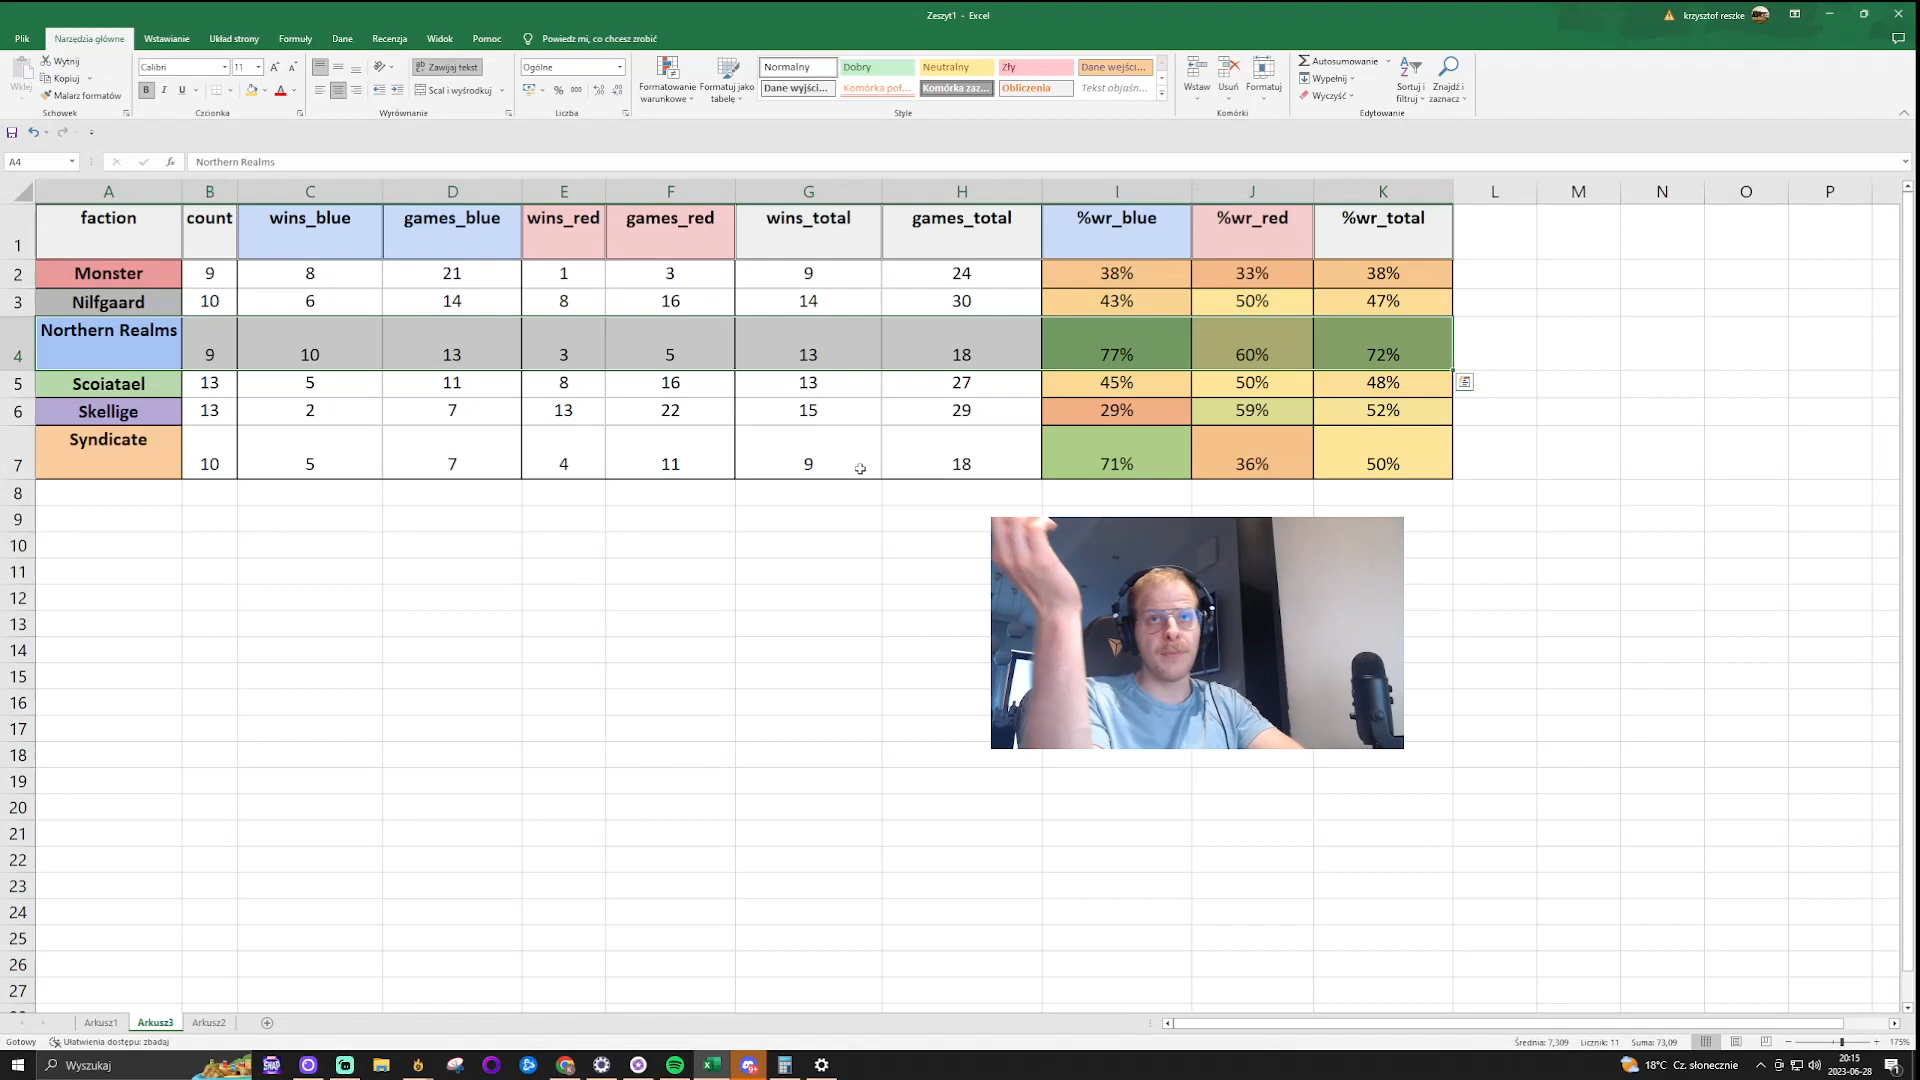 Zeszyt1 - Excel
krzysztof reszke
Plik Narzędzia główne Wstawianie Układ strony Formuły Dane Recenzja Widok Pomoc Powiedz mi, co chcesz zrobić
Wklej
Wytnij
Kopiuj
Malarz formatów
Schowek
Calibri 11
B I U
Czcionka
Zawijaj tekst
Scal i wyśrodkuj
Wyrównanie
Ogólne
% 000
Liczba
Formatowanie warunkowe
Formatuj jako tabelę
Normalny Dobry Neutralny Zły Dane wejści...
Dane wyjści... Komórka poł... Komórka zaz... Obliczenia Tekst objaśn...
Style
Wstaw Usuń Formatuj
Komórki
Autosumowanie
Wypełnij
Wyczyść
Sortuj i filtruj
Znajdź i zaznacz
Edytowanie
A4 fx Northern Realms
A B C D E F G H I J K L M N O P
1 faction count wins_blue games_blue wins_red games_red wins_total games_total %wr_blue %wr_red %wr_total
2 Monster 9 8 21 1 3 9 24 38% 33% 38%
3 Nilfgaard 10 6 14 8 16 14 30 43% 50% 47%
4 Northern Realms 9 10 13 3 5 13 18 77% 60% 72%
5 Scoiatael 13 5 11 8 16 13 27 45% 50% 48%
6 Skellige 13 2 7 13 22 15 29 29% 59% 52%
7 Syndicate 10 5 7 4 11 9 18 71% 36% 50%
8
9
10
11
12
13
14
15
16
17
18
19
20
21
22
23
24
25
26
27
Arkusz1 Arkusz3 Arkusz2
Gotowy Ułatwienia dostępu: zbadaj Średnia: 7,309 Licznik: 11 Suma: 73,09 175%
Wyszukaj
SNAP
18°C Cz. słonecznie
20:15
2023-06-28